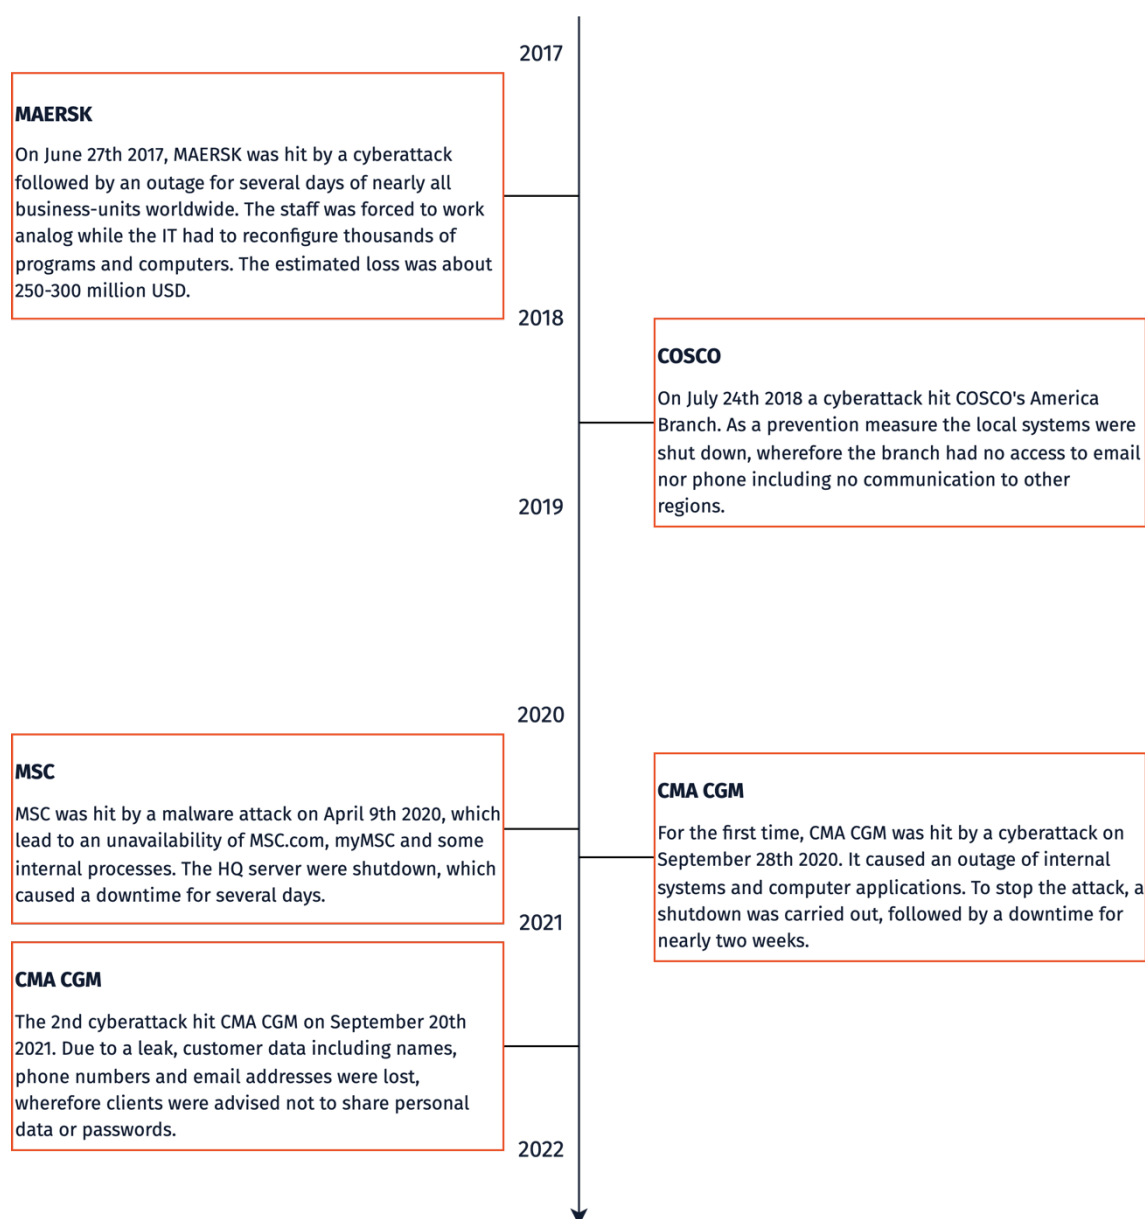 2017
MAERSK
On June 27th 2017, MAERSK was hit by a cyberattack
followed by an outage for several days of nearly all
business-units worldwide. The staff was forced to work
analog while the IT had to reconfigure thousands of
programs and computers. The estimated loss was about
250-300 million USD.
2018
COSCO
On July 24th 2018 a cyberattack hit COSCO's America
Branch. As a prevention measure the local systems were
shut down, wherefore the branch had no access to email
nor phone including no communication to other
regions.
2019
2020
MSC
MSC was hit by a malware attack on April 9th 2020, which
lead to an unavailability of MSC.com, myMSC and some
internal processes. The HQ server were shutdown, which
caused a downtime for several days.
CMA CGM
For the first time, CMA CGM was hit by a cyberattack on
September 28th 2020. It caused an outage of internal
systems and computer applications. To stop the attack, a
shutdown was carried out, followed by a downtime for
nearly two weeks.
2021
CMA CGM
The 2nd cyberattack hit CMA CGM on September 20th
2021. Due to a leak, customer data including names,
phone numbers and email addresses were lost,
wherefore clients were advised not to share personal
data or passwords.
2022